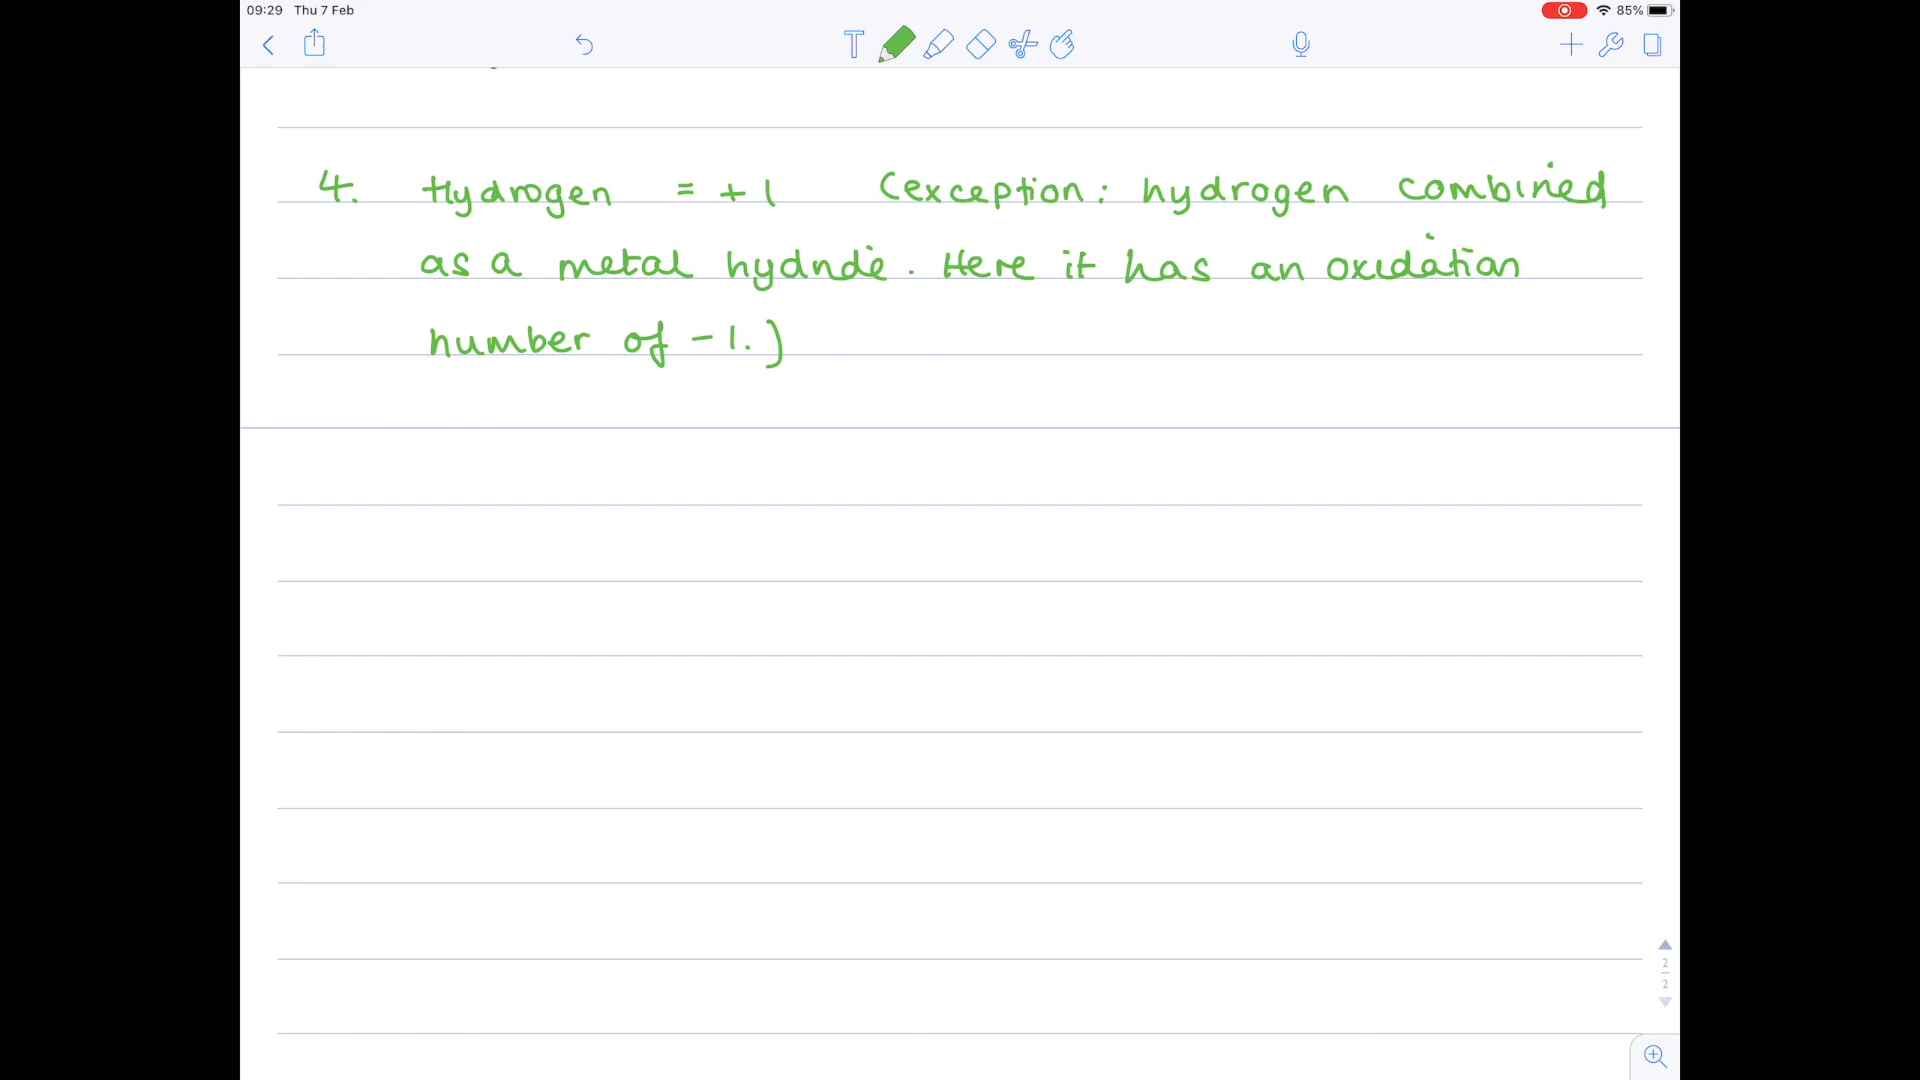 09:29 Thu 7 Feb 85%
T
4. Hydrogen = +1 (exception: hydrogen combined
as a metal hydride. Here it has an oxidation
number of -1.)
2
2